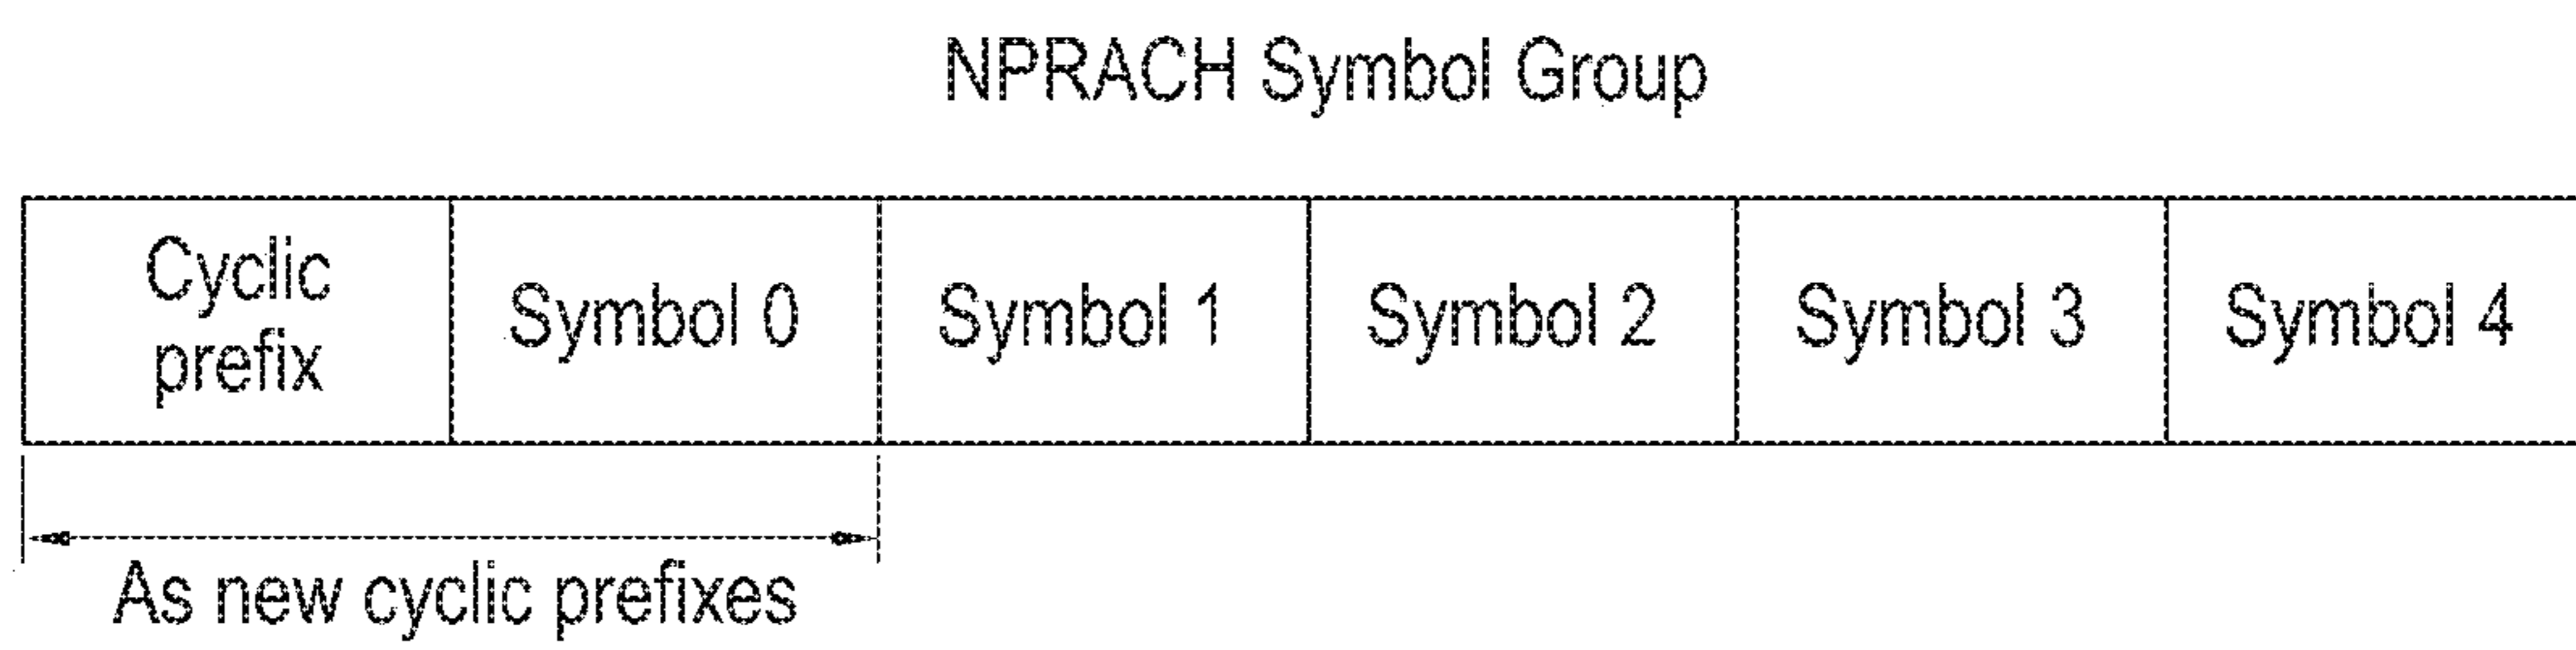 NPRACH Symbol Group
Cyclic
prefix
Symbol 0
Symbol 1
Symbol 2
Symbol 3
Symbol 4
As new cyclic prefixes